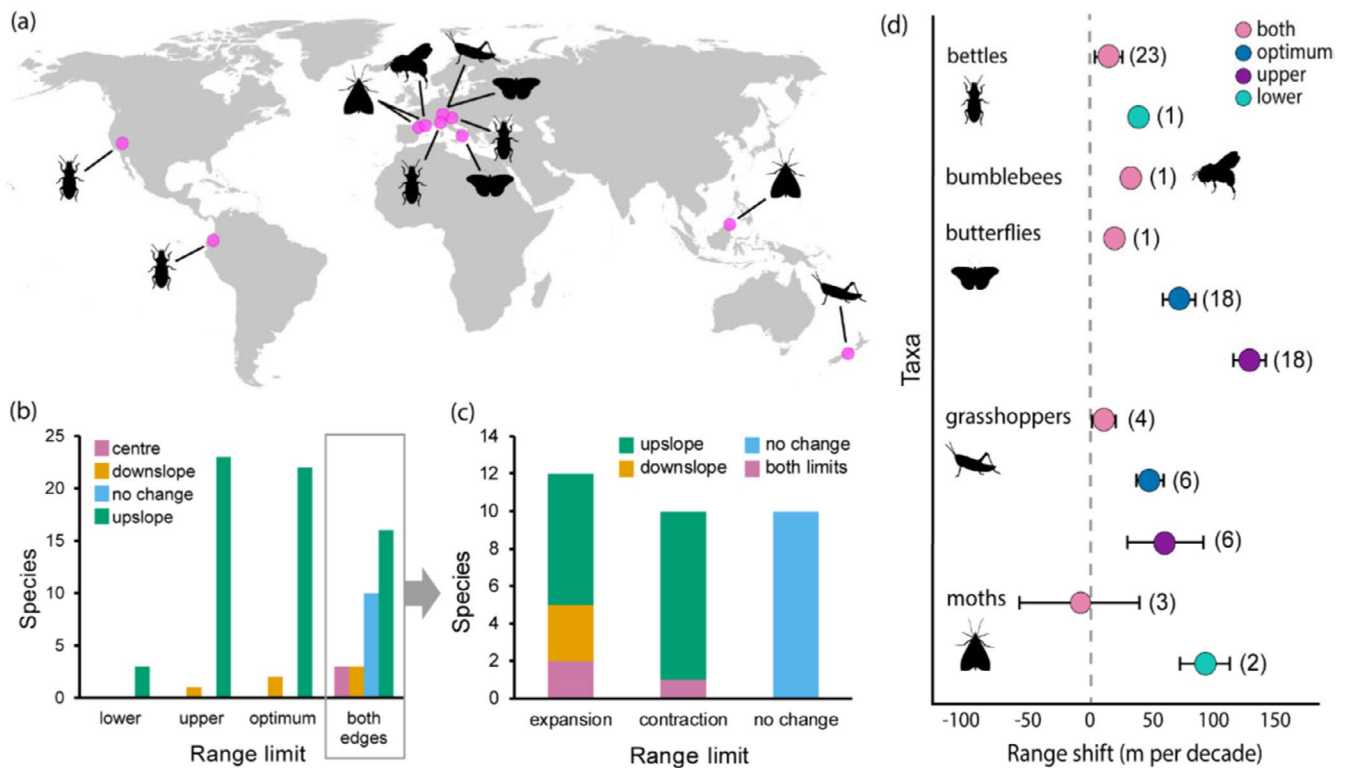 (a)
(b)
25
20
15
10
5
0
Species
centre
downslope
no change
upslope
lower
upper
optimum
both
edges
Range limit
(c)
14
12
10
8
6
4
2
0
Species
upslope
downslope
no change
both limits
expansion
contraction
no change
Range limit
(d)
both
optimum
upper
lower
Taxa
bettles
(23)
(1)
bumblebees
(1)
butterflies
(1)
(18)
(18)
grasshoppers
(4)
(6)
(6)
moths
(3)
(2)
-100
-50
0
50
100
150
Range shift (m per decade)